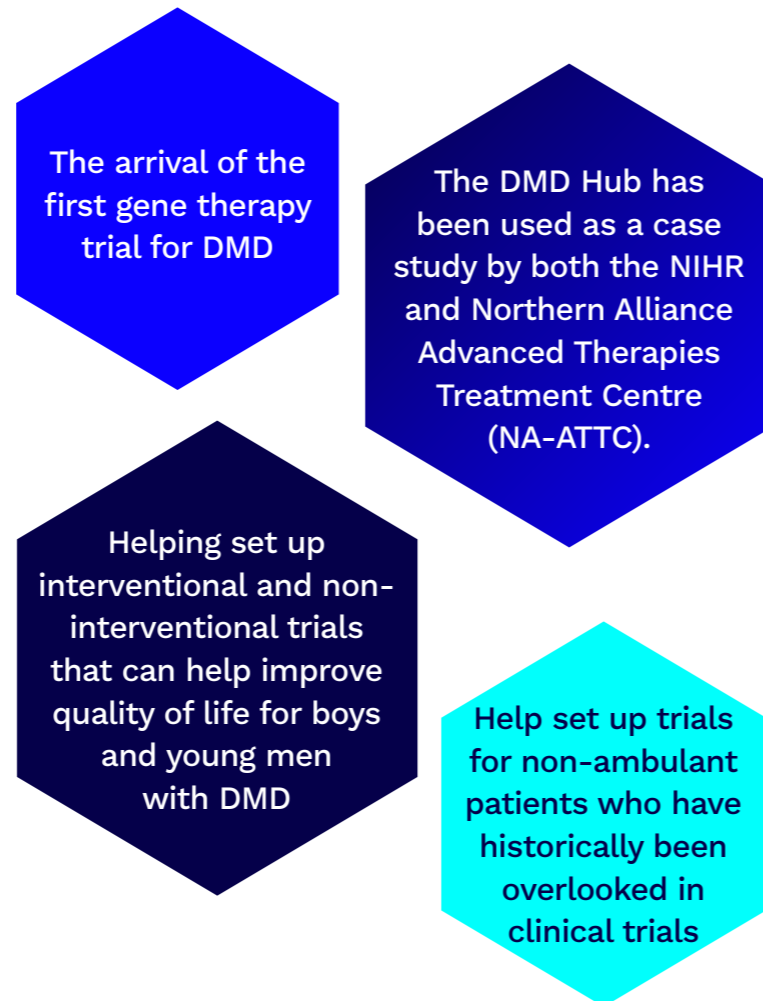 The arrival of the
first gene therapy
trial for DMD
The DMD Hub has
been used as a case
study by both the NIHR
and Northern Alliance
Advanced Therapies
Treatment Centre
(NA-ATTC).
Helping set up
interventional and non-
interventional trials
that can help improve
quality of life for boys
and young men
with DMD
Help set up trials
for non-ambulant
patients who have
historically been
overlooked in
clinical trials